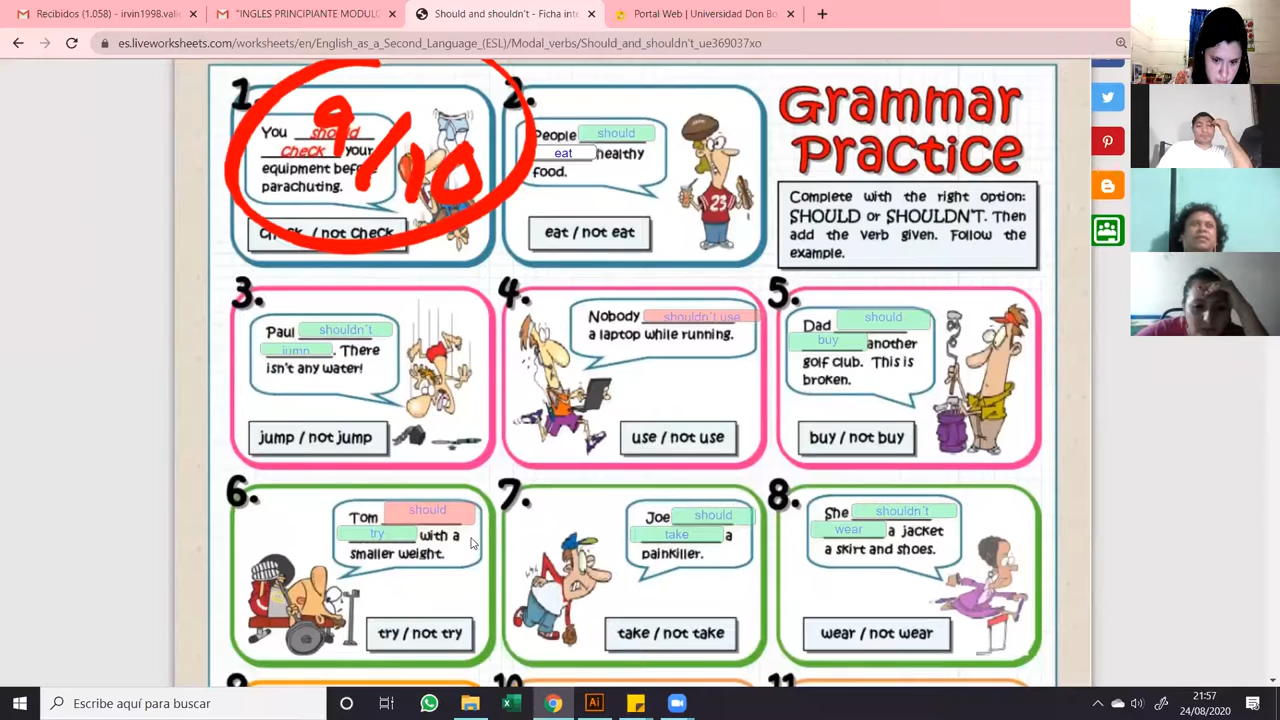 Recibidos (1.058) - irvin1998.vali
"INGLES PRINCIPIANTE MODULO
Should and shouldn't - Ficha inte
Portal Web | Universidad Don Bo
es.liveworksheets.com/worksheets/en/English_as_a_Second_Language_(ESL)/Modal_verbs/Should_and_shouldn't_ue369037xo
9/10
1.
You should
check your
equipment before
parachuting.
check / not check
2.
People should
eat healthy
food.
23
eat / not eat
Grammar
Practice
Complete with the right option:
SHOULD or SHOULDN'T. Then
add the verb given. Follow the
example.
3.
Paul shouldn't
jump. There
isn't any water!
jump / not jump
4.
Nobody shouldn't use
a laptop while running.
use / not use
5.
Dad should
buy another
golf club. This is
broken.
buy / not buy
6.
Tom should
try with a
smaller weight.
try / not try
7.
Joe should
take a
painkiller.
take / not take
8.
She shouldn't
wear a jacket
a skirt and shoes.
wear / not wear
9
10
11
Escribe aquí para buscar
21:57
24/08/2020